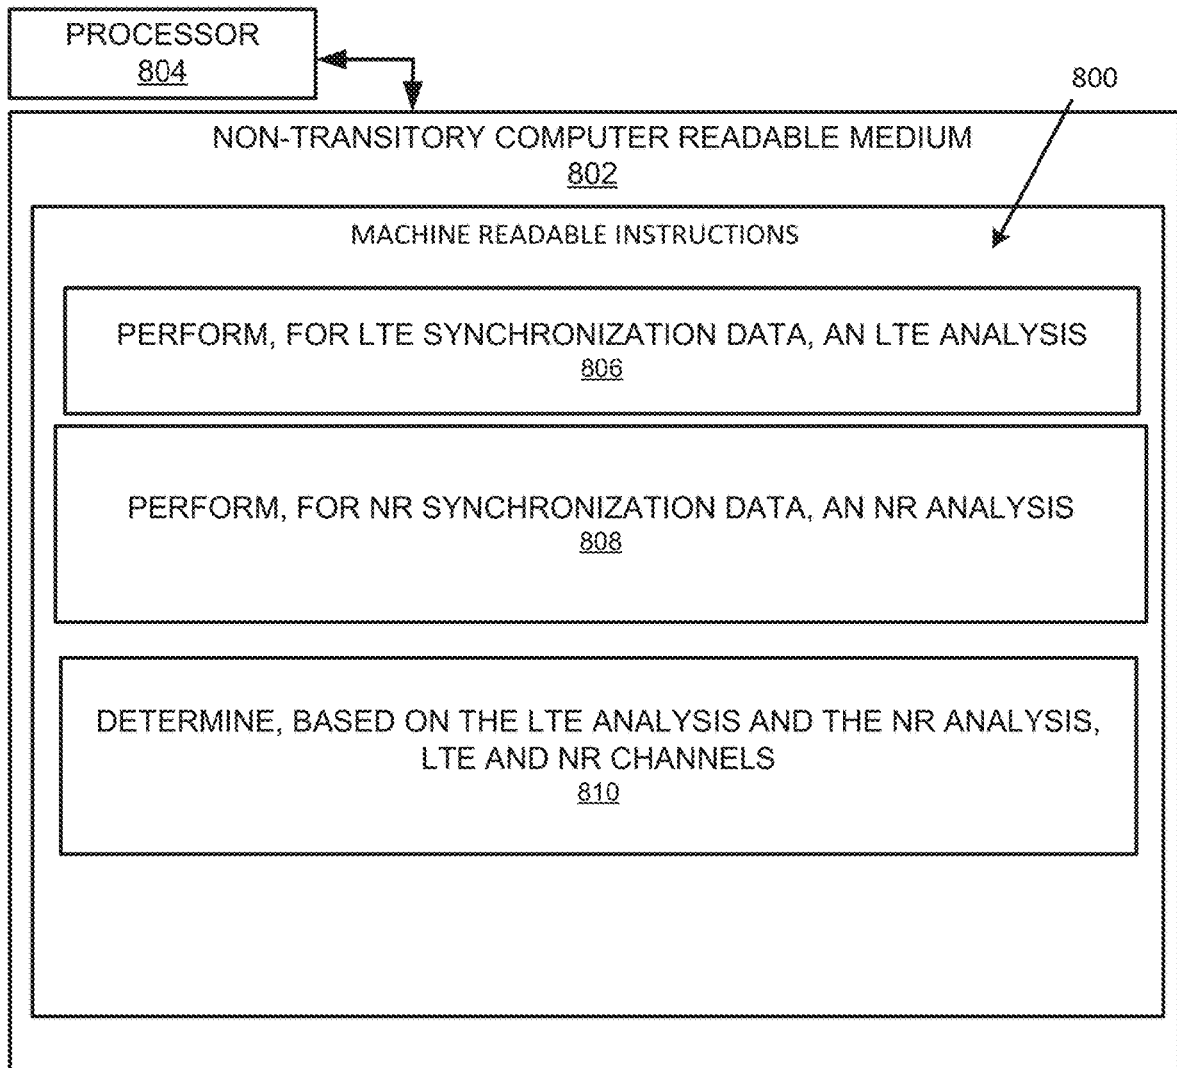 PROCESSOR
804
800
NON-TRANSITORY COMPUTER READABLE MEDIUM
802
MACHINE READABLE INSTRUCTIONS
PERFORM, FOR LTE SYNCHRONIZATION DATA, AN LTE ANALYSIS
806
PERFORM, FOR NR SYNCHRONIZATION DATA, AN NR ANALYSIS
808
DETERMINE, BASED ON THE LTE ANALYSIS AND THE NR ANALYSIS,
LTE AND NR CHANNELS
810